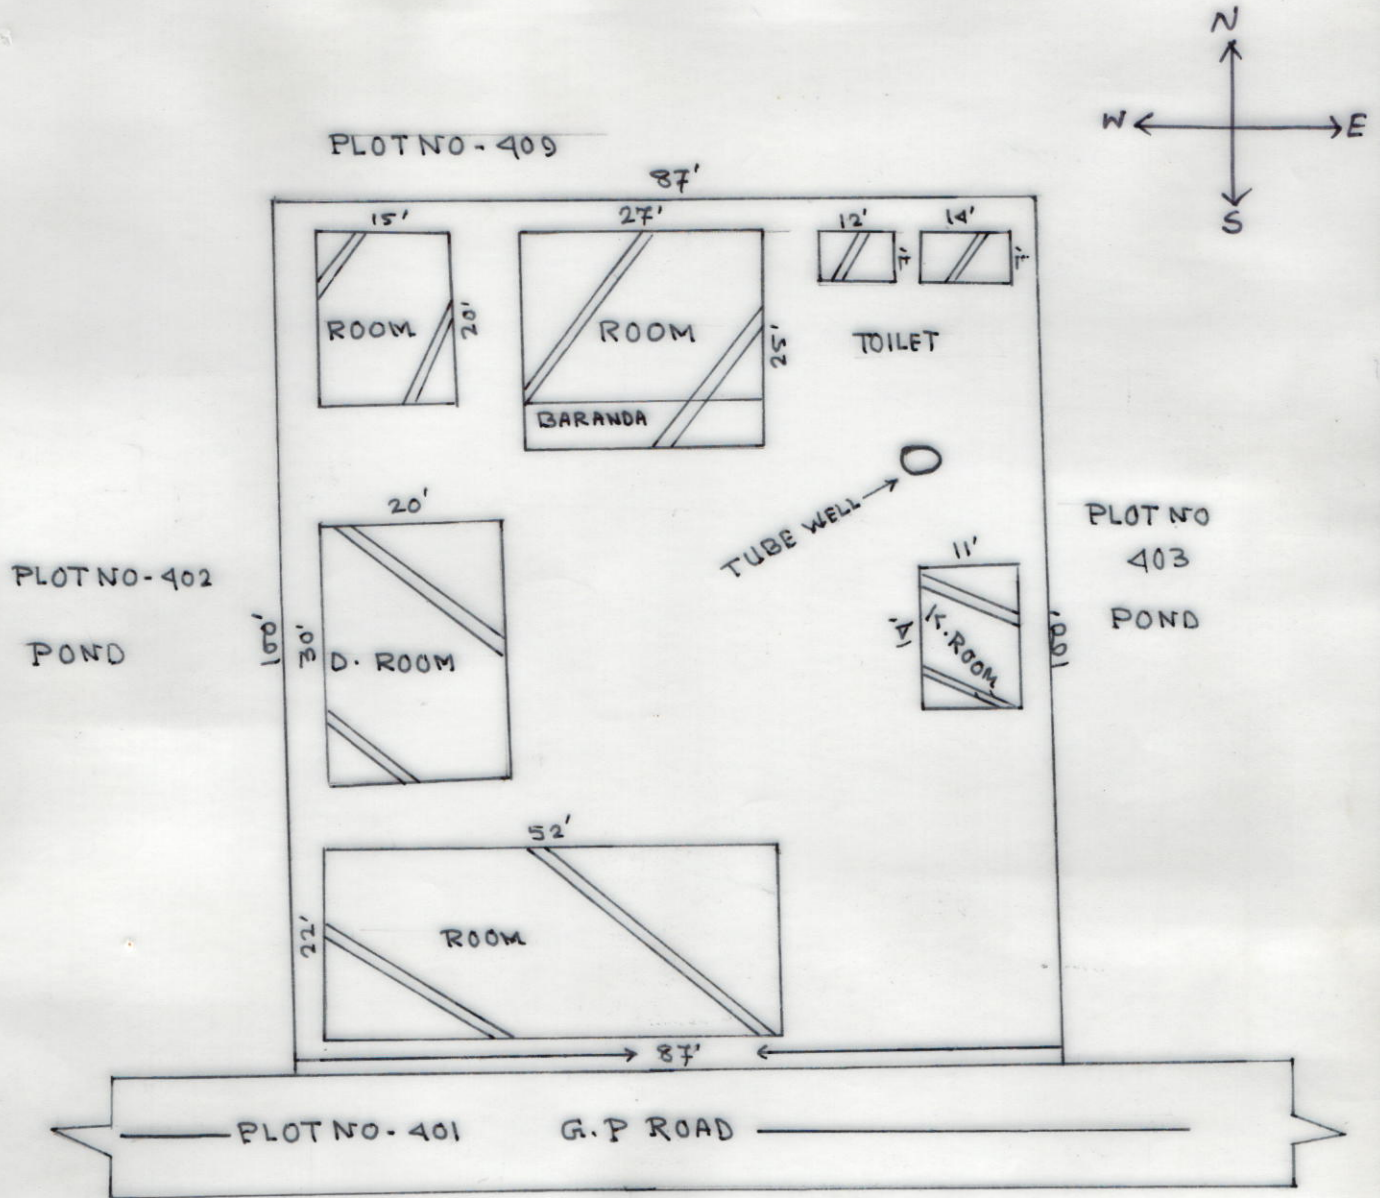 N
W E
S
PLOT NO - 409
87'
15'
27'
12'
14'
7'
7'
ROOM
20'
ROOM
25'
TOILET
BARANDA
20'
TUBE WELL
PLOT NO
403
POND
11'
PLOT NO - 402
POND
30'
D. ROOM
K. ROOM
100'
52'
22'
ROOM
87'
PLOT NO - 401 G.P ROAD